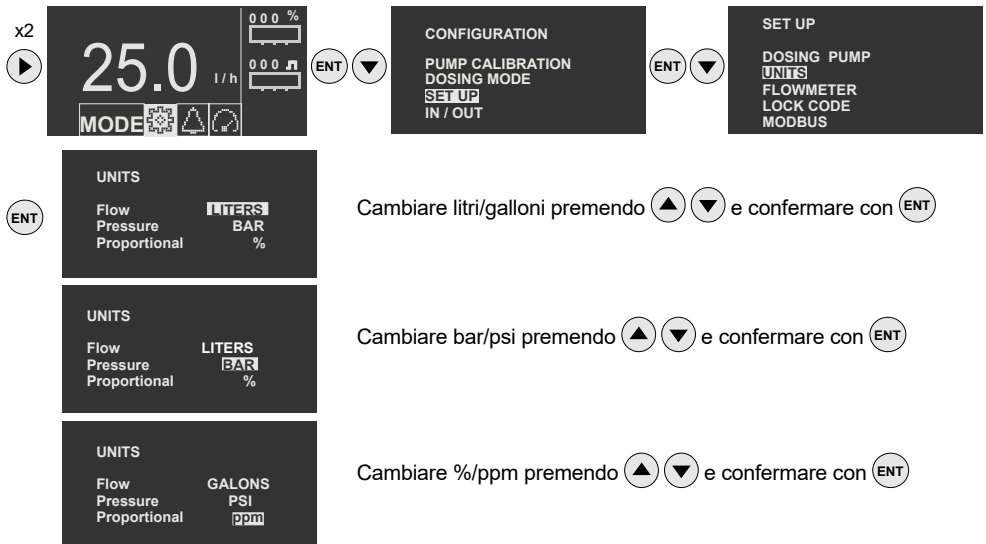 x2
25.0 l/h
000 %
000
MODE
ENT
CONFIGURATION
PUMP CALIBRATION
DOSING MODE
SET UP
IN / OUT
ENT
SET UP
DOSING PUMP
UNITS
FLOWMETER
LOCK CODE
MODBUS
ENT
UNITS
Flow LITERS
Pressure BAR
Proportional %
Cambiare litri/galloni premendo e confermare con ENT
UNITS
Flow LITERS
Pressure BAR
Proportional %
Cambiare bar/psi premendo e confermare con ENT
UNITS
Flow GALONS
Pressure PSI
Proportional ppm
Cambiare %/ppm premendo e confermare con ENT